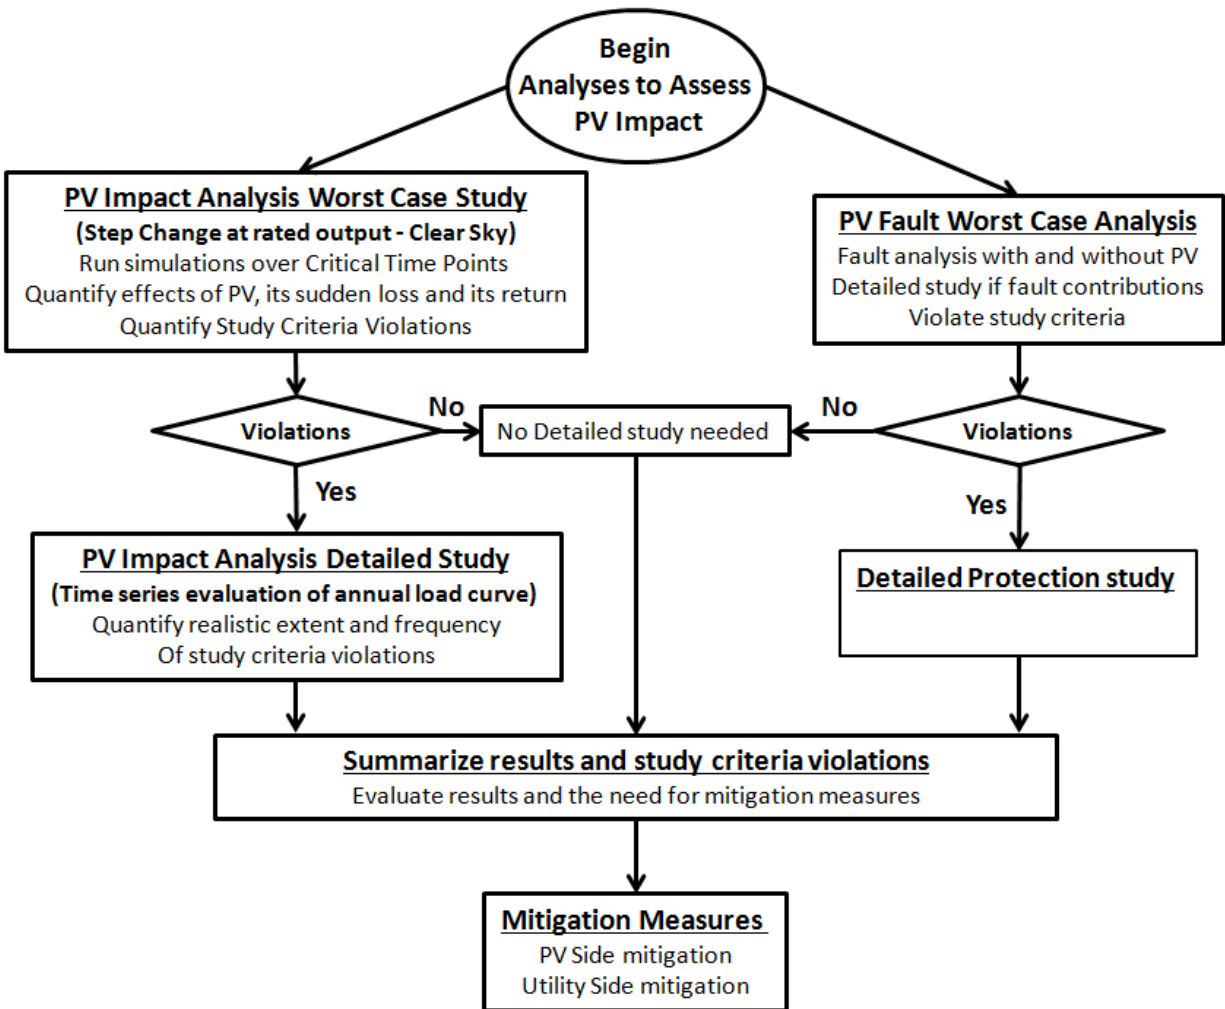 Begin
Analyses to Assess
PV Impact
PV Impact Analysis Worst Case Study
(Step Change at rated output - Clear Sky)
Run simulations over Critical Time Points
Quantify effects of PV, its sudden loss and its return
Quantify Study Criteria Violations
PV Fault Worst Case Analysis
Fault analysis with and without PV
Detailed study if fault contributions
Violate study criteria
Violations
No
No Detailed study needed
No
Violations
Yes
Yes
PV Impact Analysis Detailed Study
(Time series evaluation of annual load curve)
Quantify realistic extent and frequency
Of study criteria violations
Detailed Protection study
Summarize results and study criteria violations
Evaluate results and the need for mitigation measures
Mitigation Measures
PV Side mitigation
Utility Side mitigation